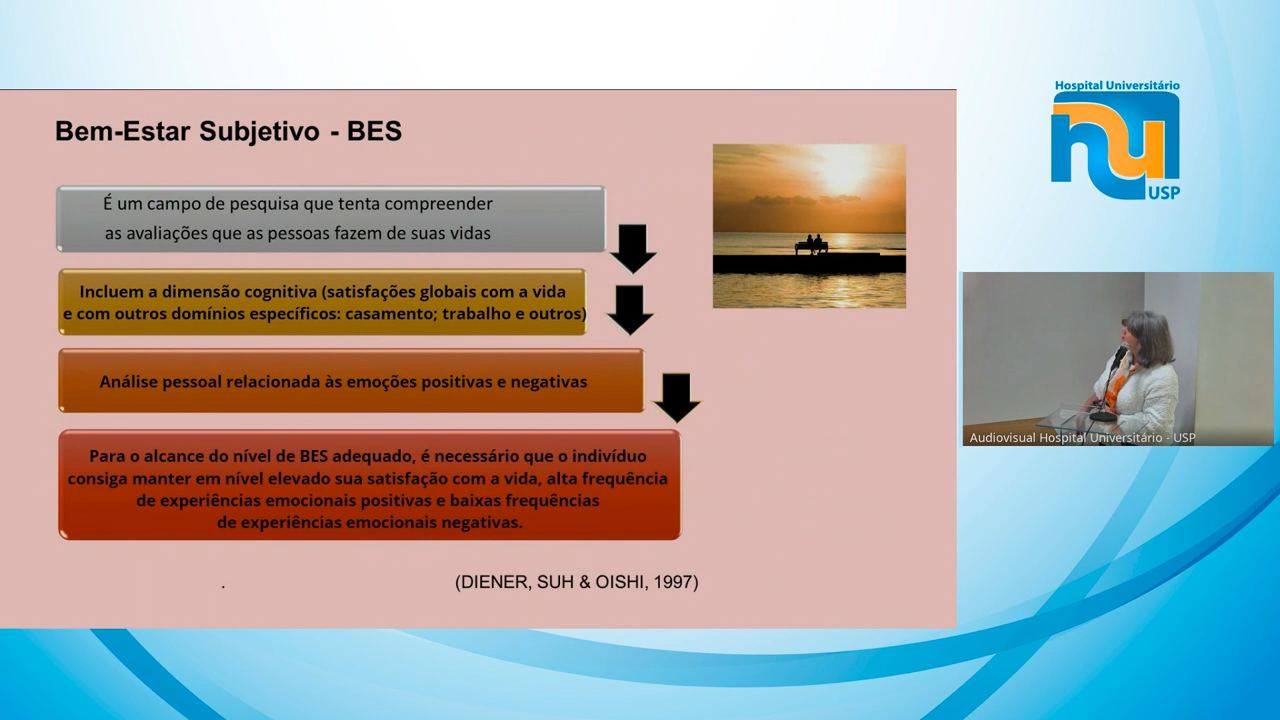 Hospital Universitário
USP
Bem-Estar Subjetivo - BES
É um campo de pesquisa que tenta compreender
as avaliações que as pessoas fazem de suas vidas
Incluem a dimensão cognitiva (satisfações globais com a vida
e com outros domínios específicos: casamento; trabalho e outros)
Análise pessoal relacionada às emoções positivas e negativas
Para o alcance do nível de BES adequado, é necessário que o indivíduo
consiga manter em nível elevado sua satisfação com a vida, alta frequência
de experiências emocionais positivas e baixas frequências
de experiências emocionais negativas.
.
(DIENER, SUH & OISHI, 1997)
Audiovisual Hospital Universitário - USP